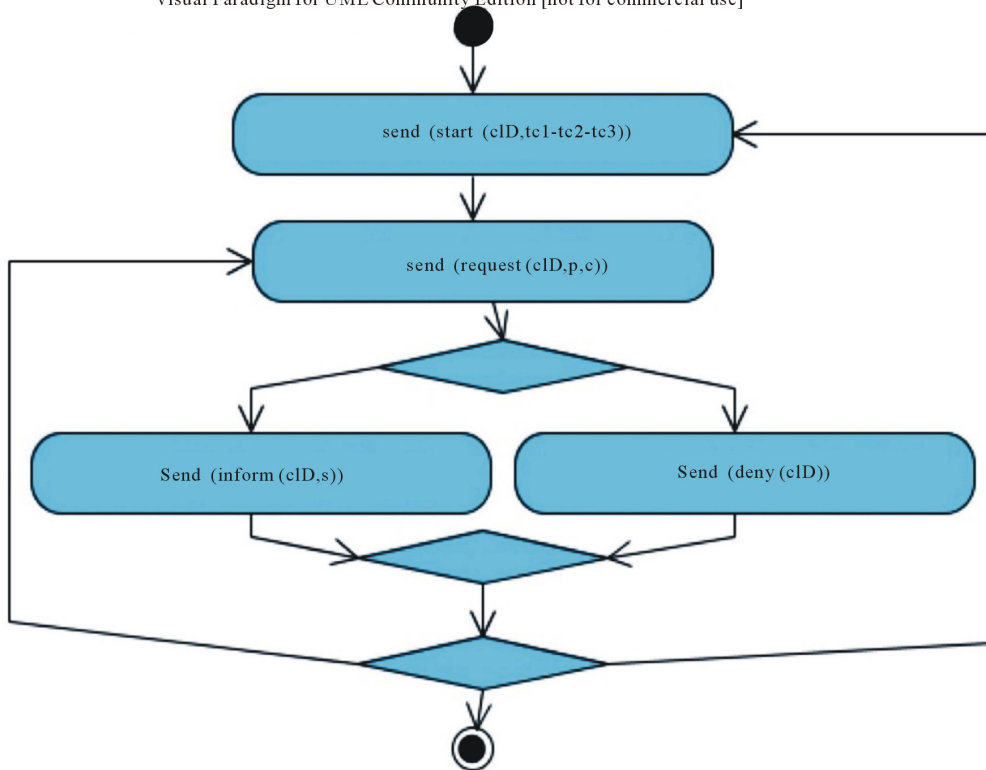 Visual Paradigm for UML Community Edition [not for commercial use]
send (start (clD,tc1-tc2-tc3))
send (request (clD,p,c))
Send (inform (clD,s))
Send (deny (clD))